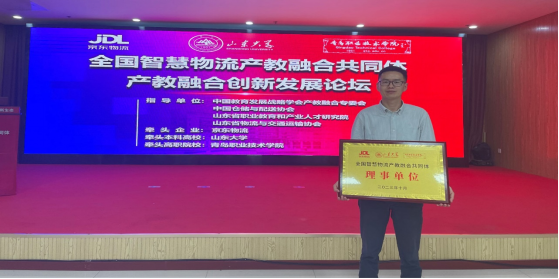 JDL
京东物流
山东大学
SHANDONG UNIVERSITY
青岛职业技术学院
Qingdao Technical College
全国智慧物流产教融合共同体
产教融合创新发展论坛
指导单位：中国教育发展战略学会产教融合专委会
中国仓储与配送协会
山东省职业教育和产业人才研究院
山东省物流与交通运输协会
牵头企业：京东物流
牵头本科高校：山东大学
牵头高职院校：青岛职业技术学院
全国智慧物流产教融合共同体
理事单位